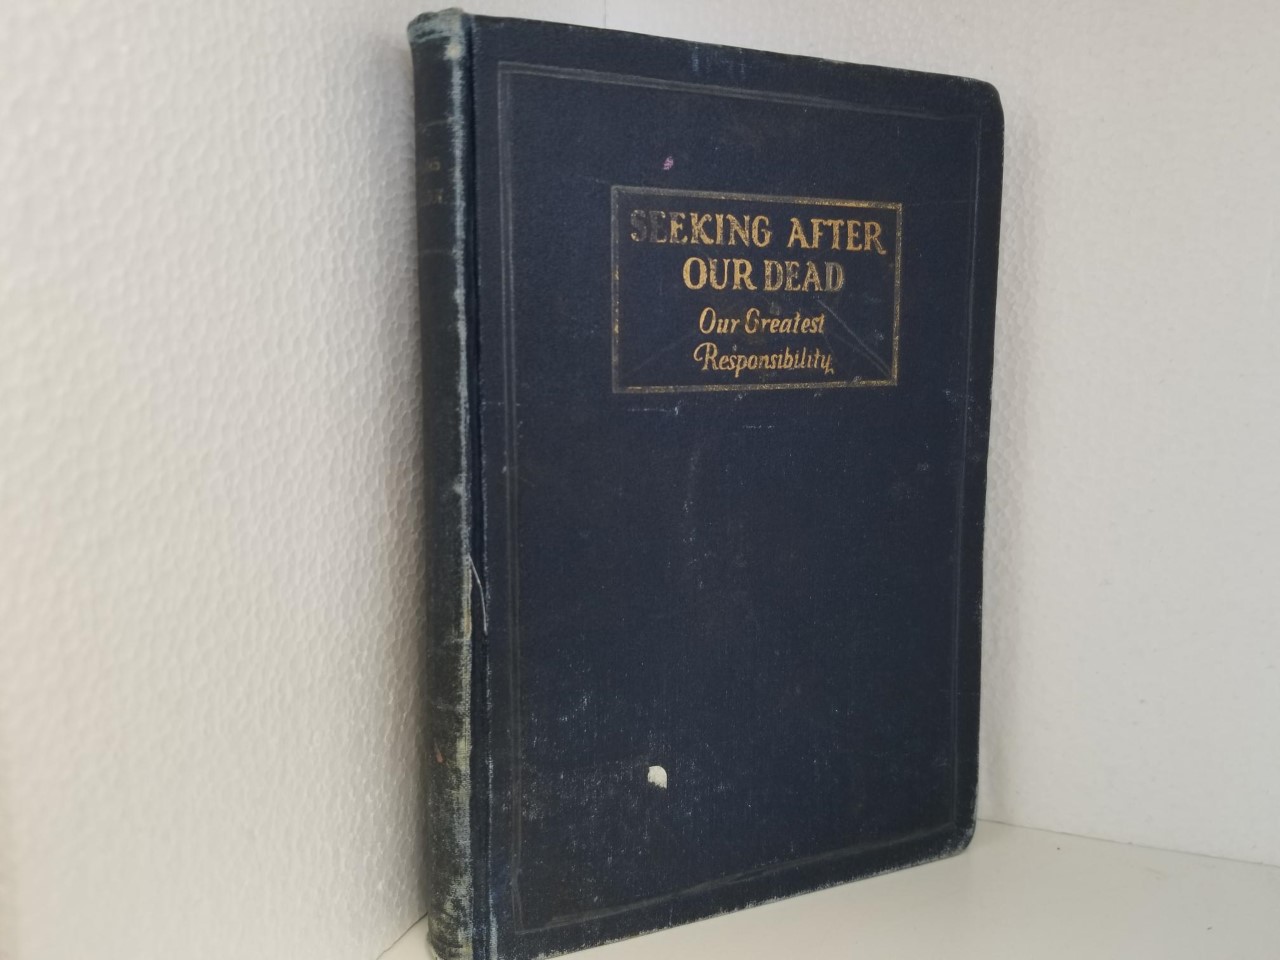 SEEKING AFTER
OUR DEAD
Our Greatest
Responsibility